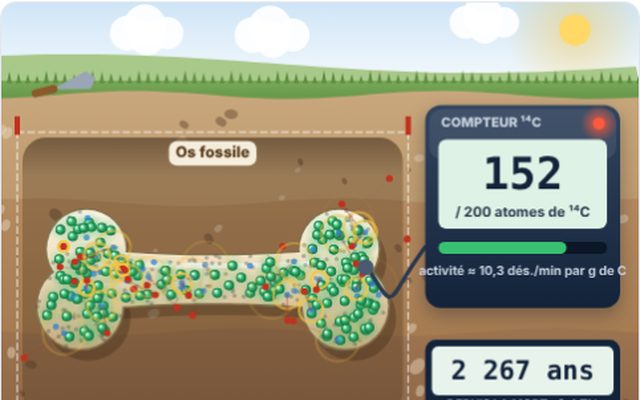 COMPTEUR ¹⁴C
Os fossile
152
/ 200 atomes de ¹⁴C
activité ≈ 10,3 dés./min par g de C
2 267 ans